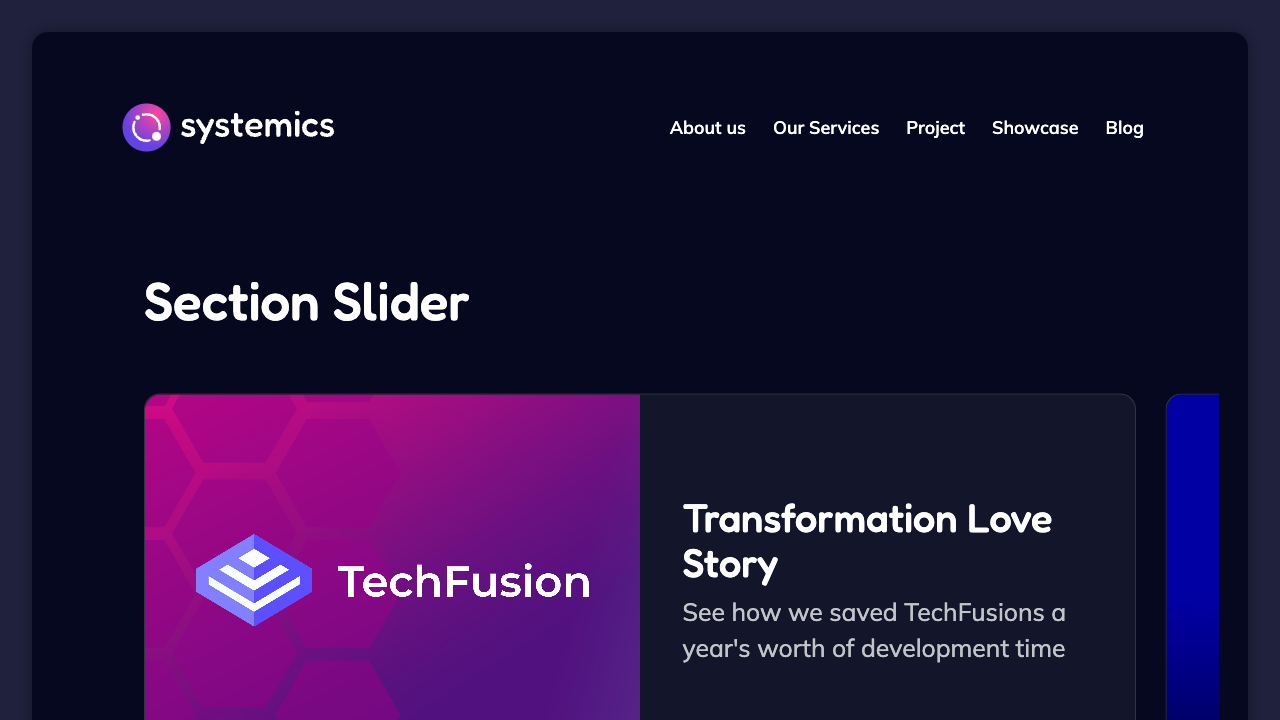 systemics
About us Our Services Project Showcase Blog
Section Slider
TechFusion
Transformation Love
Story
See how we saved TechFusions a
year's worth of development time